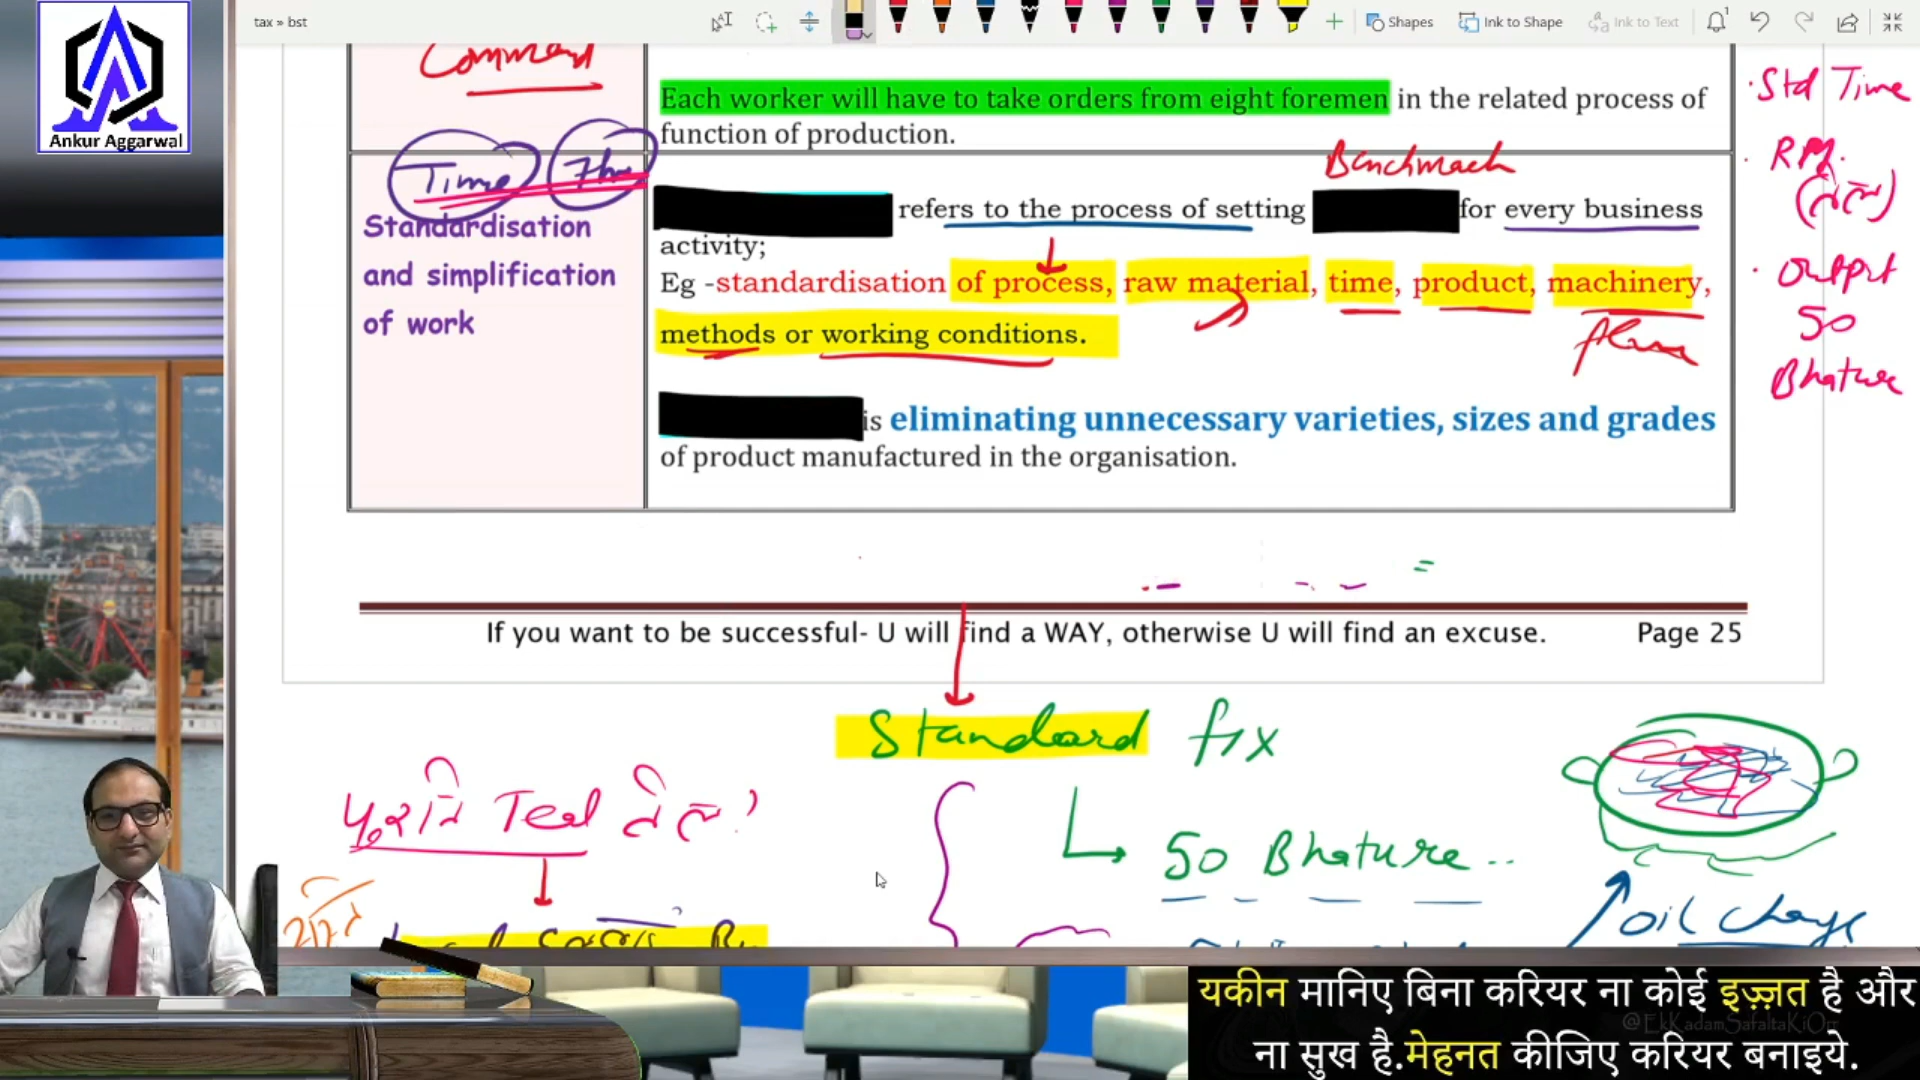 tax » bst
Shapes
Ink to Shape
Ink to Text
Ankur Aggarwal
Command
Each worker will have to take orders from eight foremen in the related process of
function of production.
Std Time
Time
Standardisation
and simplification
of work
refers to the process of setting for every business
activity;
Eg -standardisation of process, raw material, time, product, machinery,
methods or working conditions.
output
50
Bhature
is eliminating unnecessary varieties, sizes and grades
of product manufactured in the organisation.
If you want to be successful- U will find a WAY, otherwise U will find an excuse. Page 25
Standard fix
50 Bhature ..
oil change
यकीन मानिए बिना करियर ना कोई इज़्ज़त है और
ना सुख है.मेहनत कीजिए करियर बनाइये.
@EkKadamSafaltaKiOrr